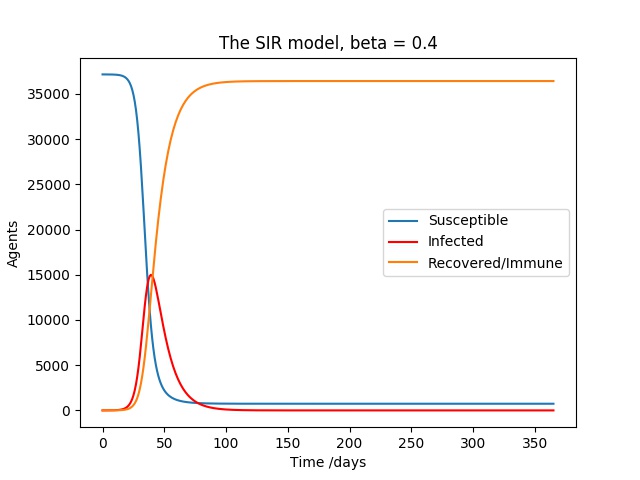 The SIR model, beta = 0.4
Agents
35000
30000
25000
20000
15000
10000
5000
0
Susceptible
Infected
Recovered/Immune
0 50 100 150 200 250 300 350
Time /days